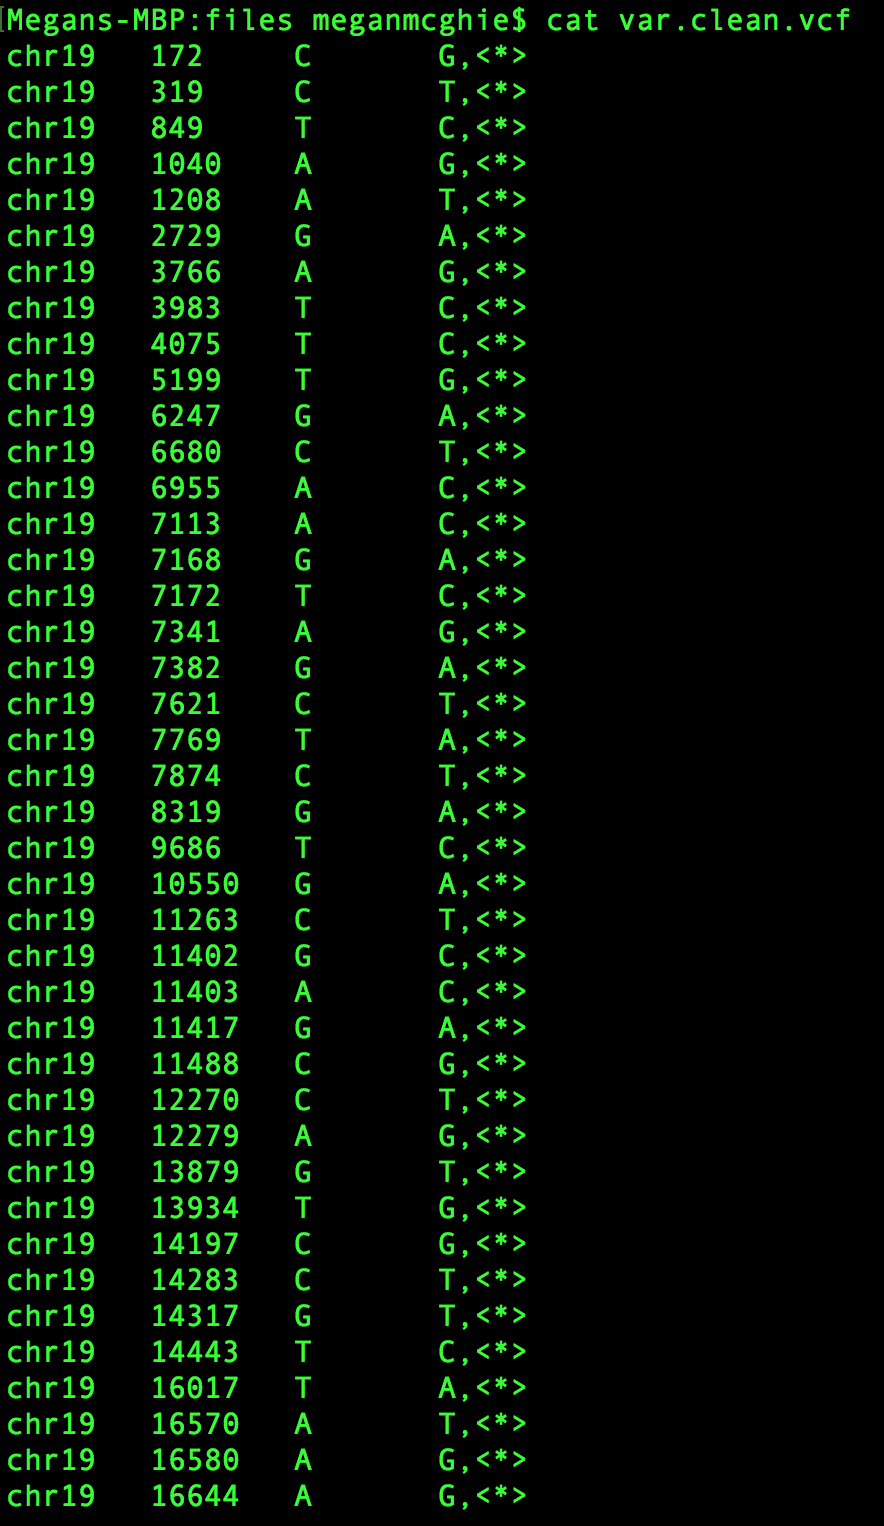 Megans-MBP:files meganmcghie$ cat var.clean.vcf
chr19 172 C G,<*>
chr19 319 C T,<*>
chr19 849 T C,<*>
chr19 1040 A G,<*>
chr19 1208 A T,<*>
chr19 2729 G A,<*>
chr19 3766 A G,<*>
chr19 3983 T C,<*>
chr19 4075 T C,<*>
chr19 5199 T G,<*>
chr19 6247 G A,<*>
chr19 6680 C T,<*>
chr19 6955 A C,<*>
chr19 7113 A C,<*>
chr19 7168 G A,<*>
chr19 7172 T C,<*>
chr19 7341 A G,<*>
chr19 7382 G A,<*>
chr19 7621 C T,<*>
chr19 7769 T A,<*>
chr19 7874 C T,<*>
chr19 8319 G A,<*>
chr19 9686 T C,<*>
chr19 10550 G A,<*>
chr19 11263 C T,<*>
chr19 11402 G C,<*>
chr19 11403 A C,<*>
chr19 11417 G A,<*>
chr19 11488 C G,<*>
chr19 12270 C T,<*>
chr19 12279 A G,<*>
chr19 13879 G T,<*>
chr19 13934 T G,<*>
chr19 14197 C G,<*>
chr19 14283 C T,<*>
chr19 14317 G T,<*>
chr19 14443 T C,<*>
chr19 16017 T A,<*>
chr19 16570 A T,<*>
chr19 16580 A G,<*>
chr19 16644 A G,<*>